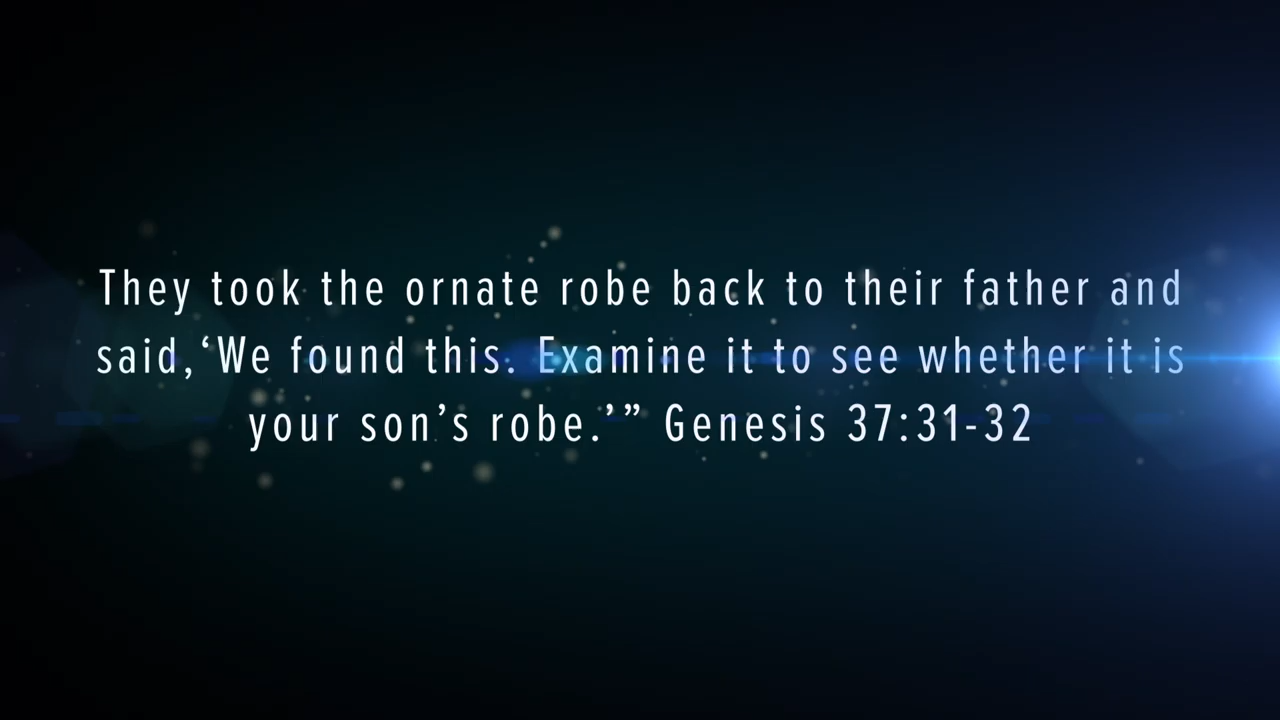 They took the ornate robe back to their father and
said, ‘We found this. Examine it to see whether it is
your son’s robe.’” Genesis 37:31-32